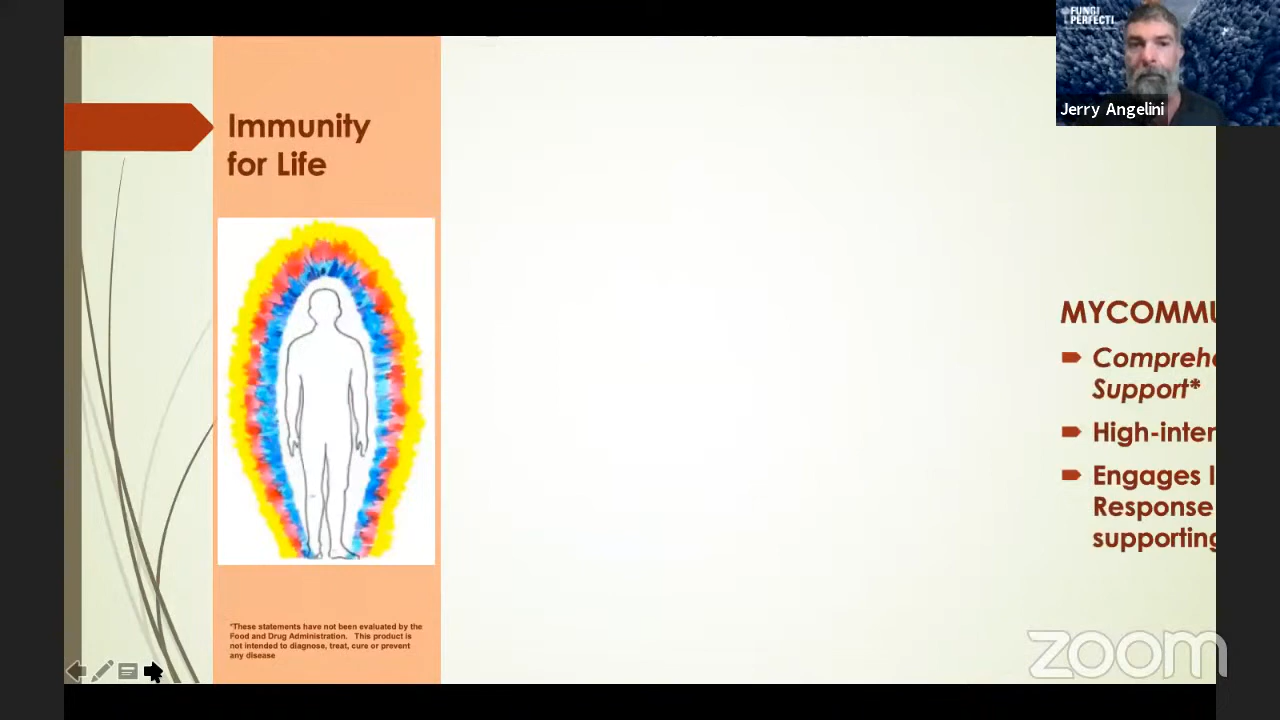 FUNGI
PERFECTI
Jerry Angelini
Immunity
for Life
MYCOMMU
Comprehe
Support*
High-inter
Engages I
Response
supporting
*These statements have not been evaluated by the
Food and Drug Administration. This product is
not intended to diagnose, treat, cure or prevent
any disease
zoom